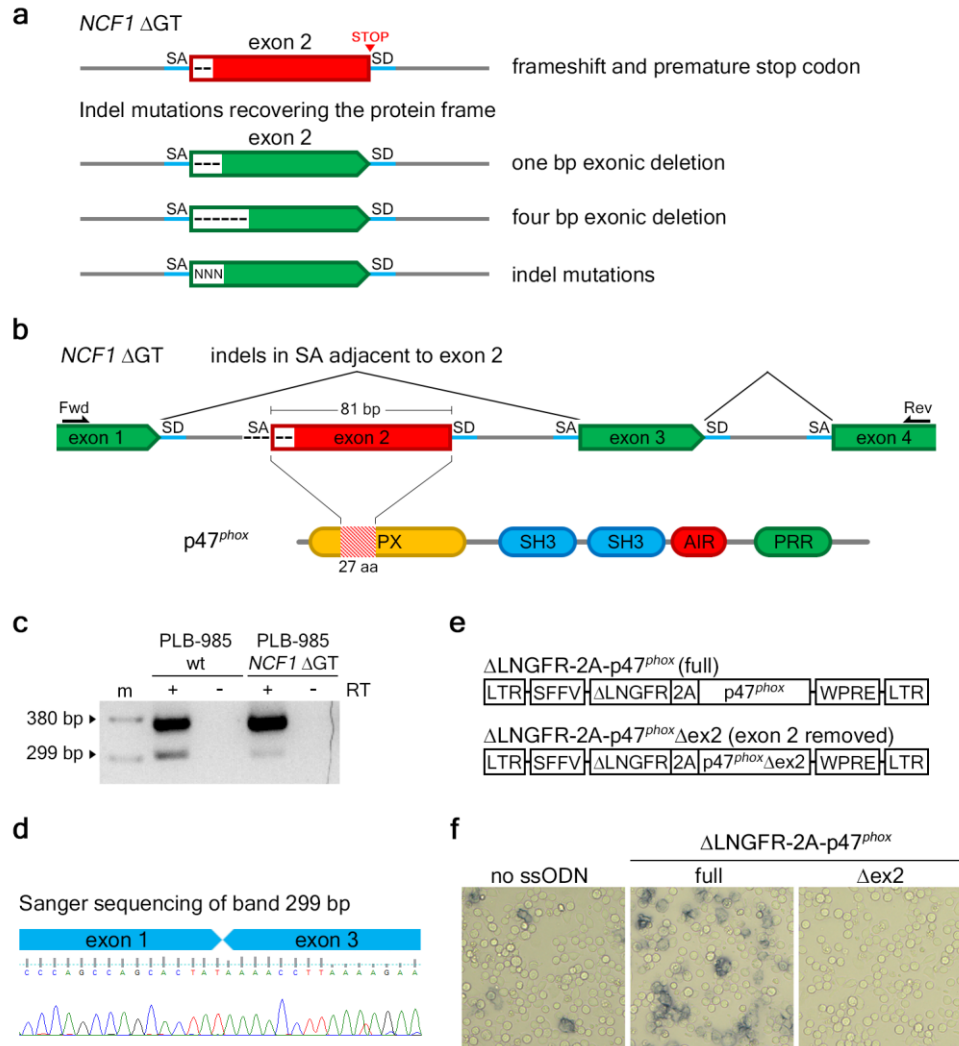 a
NCF1 ΔGT
exon 2
STOP
SA
--
SD
frameshift and premature stop codon
Indel mutations recovering the protein frame
exon 2
SA
---
SD
one bp exonic deletion
SA
------
SD
four bp exonic deletion
SA
NNN
SD
indel mutations
b
NCF1 ΔGT
indels in SA adjacent to exon 2
81 bp
Fwd
SD
SA
SD
SA
SD
SA
Rev
exon 1
----
--
exon 2
exon 3
exon 4
p47phox
PX
SH3
SH3
AIR
PRR
27 aa
c
PLB-985 wt
PLB-985 NCF1 ΔGT
m
+
-
+
-
RT
380 bp
299 bp
d
Sanger sequencing of band 299 bp
exon 1
exon 3
C C C A G C C A G C A C T A T A A A A C C T T A A A A G A A
e
ΔLNGFR-2A-p47phox (full)
LTR SFFV ΔLNGFR 2A p47phox WPRE LTR
ΔLNGFR-2A-p47phoxΔex2 (exon 2 removed)
LTR SFFV ΔLNGFR 2A p47phoxΔex2 WPRE LTR
f
ΔLNGFR-2A-p47phox
no ssODN
full
Δex2